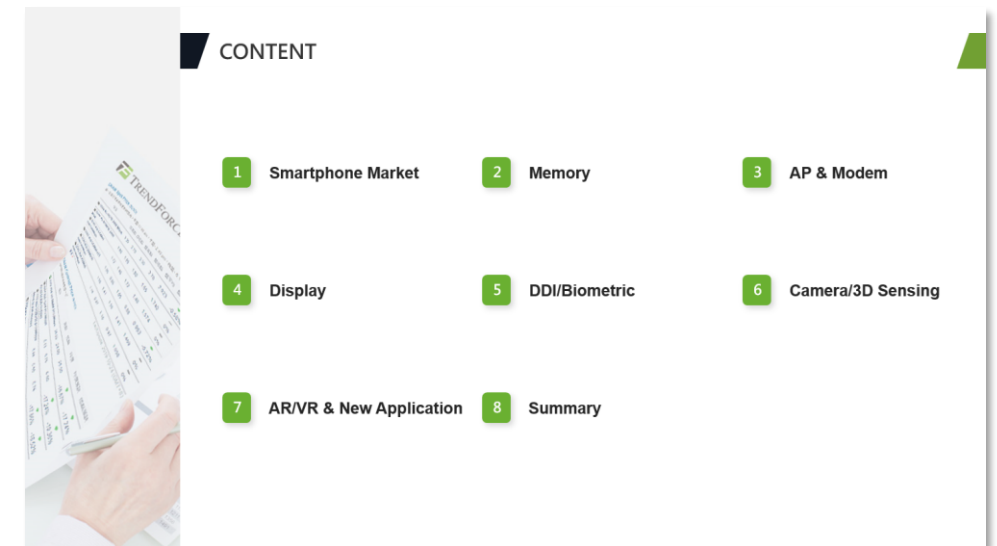 CONTENT
1 Smartphone Market
2 Memory
3 AP & Modem
4 Display
5 DDI/Biometric
6 Camera/3D Sensing
7 AR/VR & New Application
8 Summary
TRENDFORCE